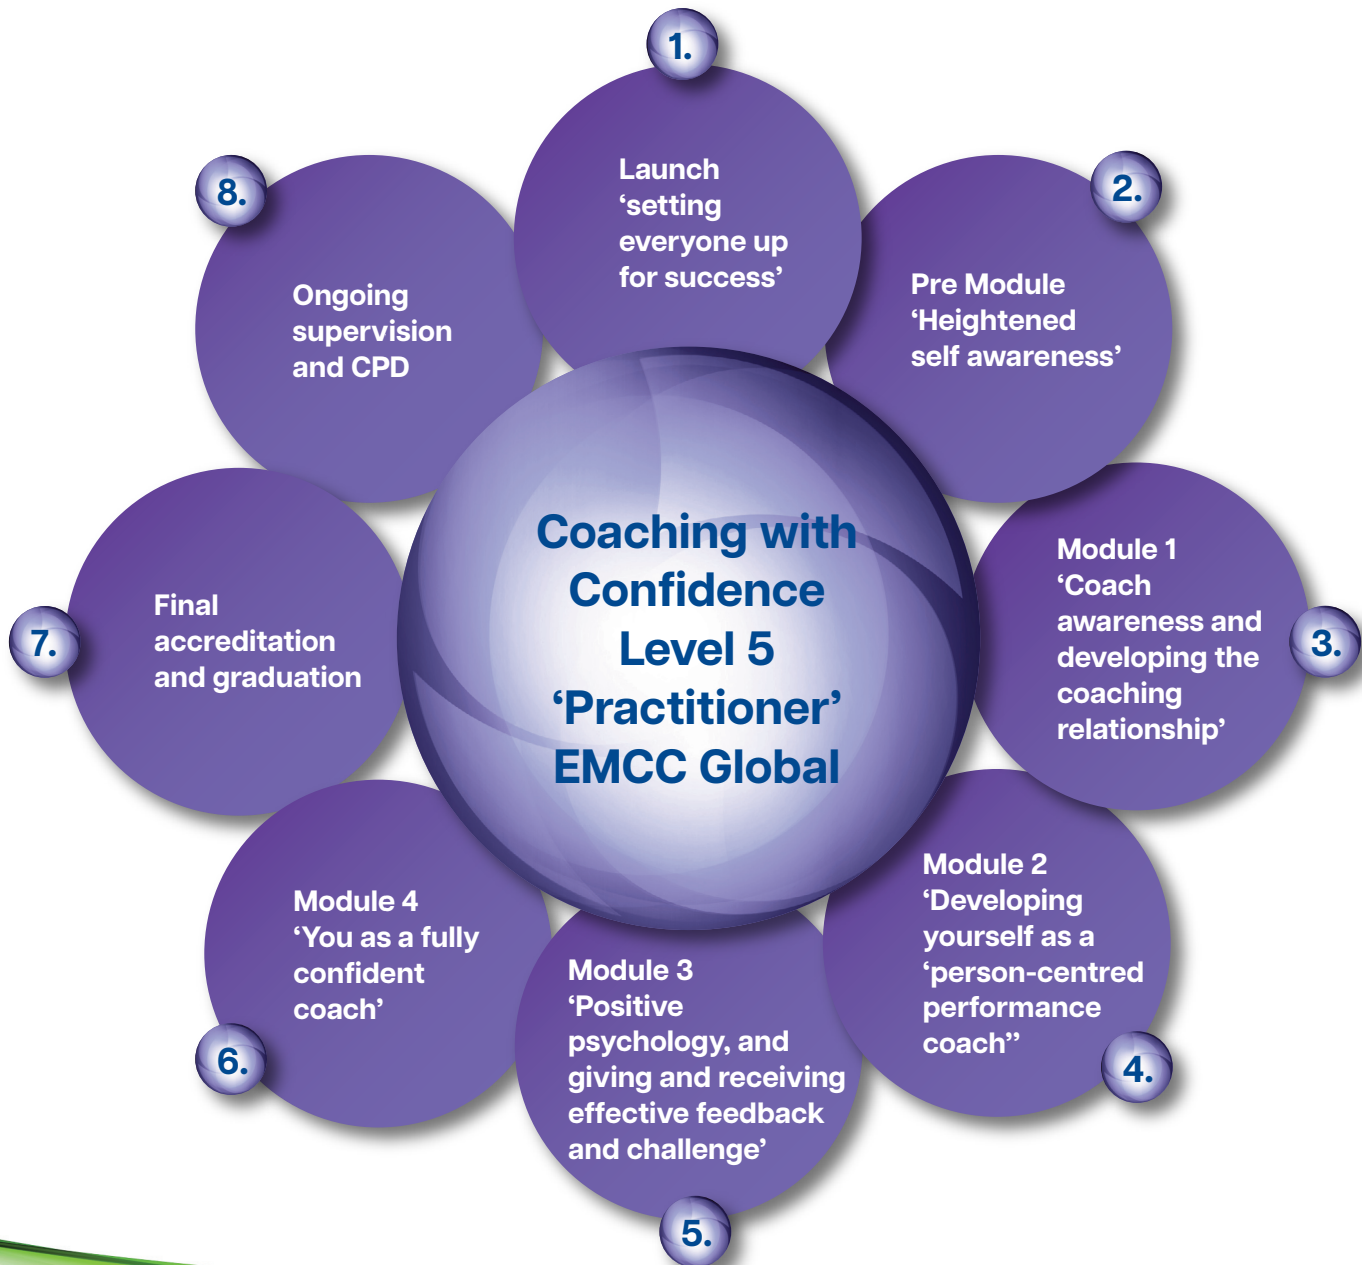 Coaching with
Confidence
Level 5
‘Practitioner’
EMCC Global
1.
Launch
‘setting
everyone up
for success’
2.
Pre Module
‘Heightened
self awareness’
3.
Module 1
‘Coach
awareness and
developing the
coaching
relationship’
4.
Module 2
‘Developing
yourself as a
‘person-centred
performance
coach’’
5.
Module 3
‘Positive
psychology, and
giving and receiving
effective feedback
and challenge’
6.
Module 4
‘You as a fully
confident
coach’
7.
Final
accreditation
and graduation
8.
Ongoing
supervision
and CPD